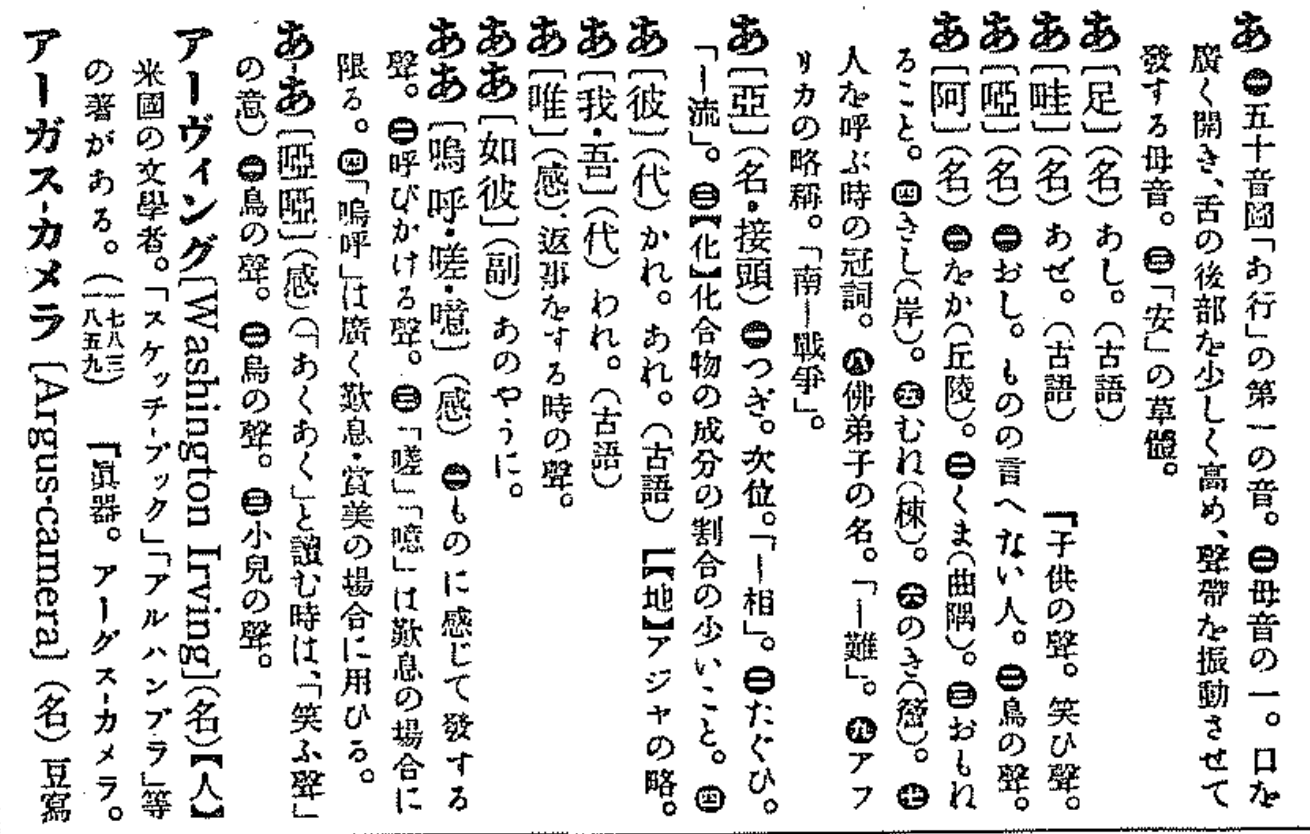 あ ㊀五十音圖「あ行」の第一の音。㊁母音の一。口を
廣く開き、舌の後部を少しく高め、聲帶を振動させて
發する母音。㊂「安」の草體。
あ[足](名) あし。(古語)
あ[畦](名) あぜ。(古語) 『子供の聲。笑ひ聲。
あ[啞](名) ㊀おし。ものの言へない人。㊁鳥の聲。
あ[阿](名) ㊀をか(丘陵)。㊁くま(曲隅)。㊂おもね
ること。㊃きし(岸)。㊄むね(棟)。㊅のき(簷)。㊆
人を呼ぶ時の冠詞。㊇佛弟子の名。「ー難」。㊈アフ
リカの略稱。「南ー戰爭」。
あ[亞](名・接頭) ㊀つぎ。次位。「ー相」。㊁たぐひ。
「ー流」。㊂【化】化合物の成分の割合の少いこと。㊃
あ[彼](代) かれ。あれ。(古語) 【【地】アジャの略。
あ[我・吾](代) われ。(古語)
あ[唯](感) 返事をする時の聲。
ああ[如彼](副) あのやうに。
ああ[嗚呼・嗟・噫](感) ㊀ものに感じて發する
聲。㊁呼びかける聲。㊂「嗟」「噫」は歎息の場合に
限る。㊃「嗚呼」は廣く歎息・賞美の場合に用ひる。
あ-あ[啞啞](感)(「あくあく」と讀む時は、「笑ふ聲」
の意) ㊀鳥の聲。㊁烏の聲。㊂小兒の聲。
アーヴィング[Washington Irving](名)【人】
米國の文學者。「スケッチ-ブック」「アルハンブラ」等
の著がある。(一七八三一八五九) 『眞器。アーグス-カメラ。
アーガス-カメラ [Argus-camera] (名) 豆寫